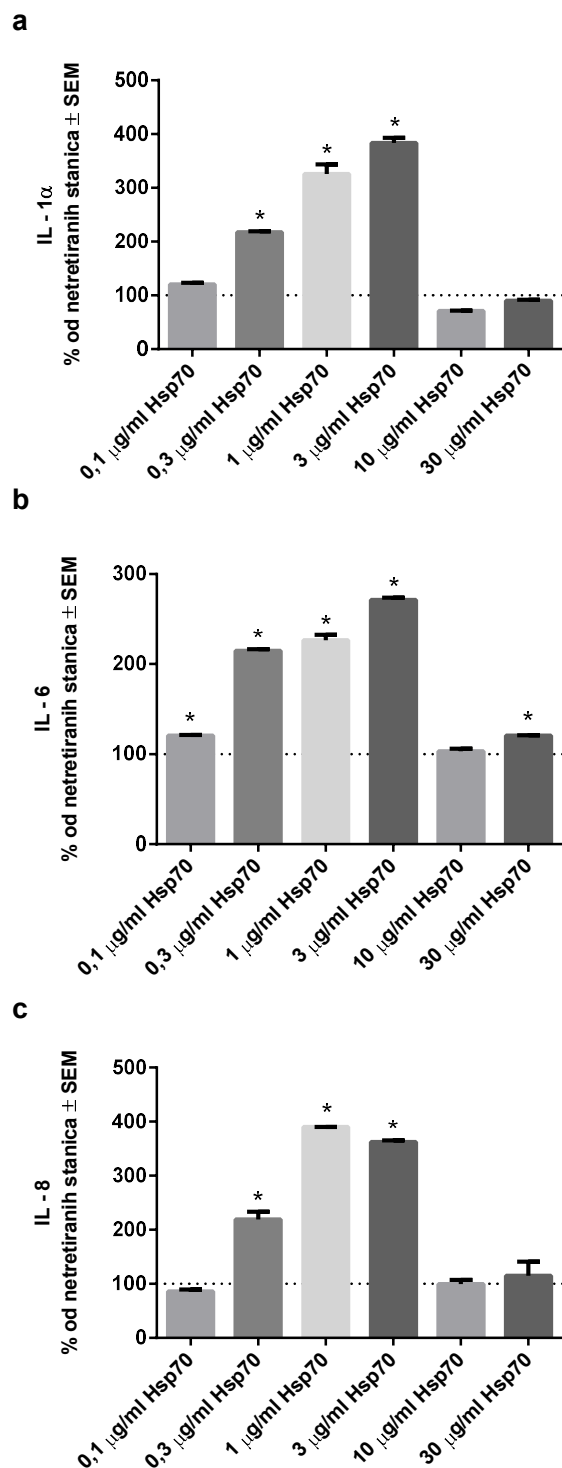 a
IL - 1α
% od netretiranih stanica ± SEM
500
400
300
200
100
0
*
*
*
0,1 μg/ml Hsp70
0,3 μg/ml Hsp70
1 μg/ml Hsp70
3 μg/ml Hsp70
10 μg/ml Hsp70
30 μg/ml Hsp70
b
IL - 6
% od netretiranih stanica ± SEM
300
200
100
0
*
*
*
*
*
0,1 μg/ml Hsp70
0,3 μg/ml Hsp70
1 μg/ml Hsp70
3 μg/ml Hsp70
10 μg/ml Hsp70
30 μg/ml Hsp70
c
IL - 8
% od netretiranih stanica ± SEM
500
400
300
200
100
0
*
*
*
0,1 μg/ml Hsp70
0,3 μg/ml Hsp70
1 μg/ml Hsp70
3 μg/ml Hsp70
10 μg/ml Hsp70
30 μg/ml Hsp70